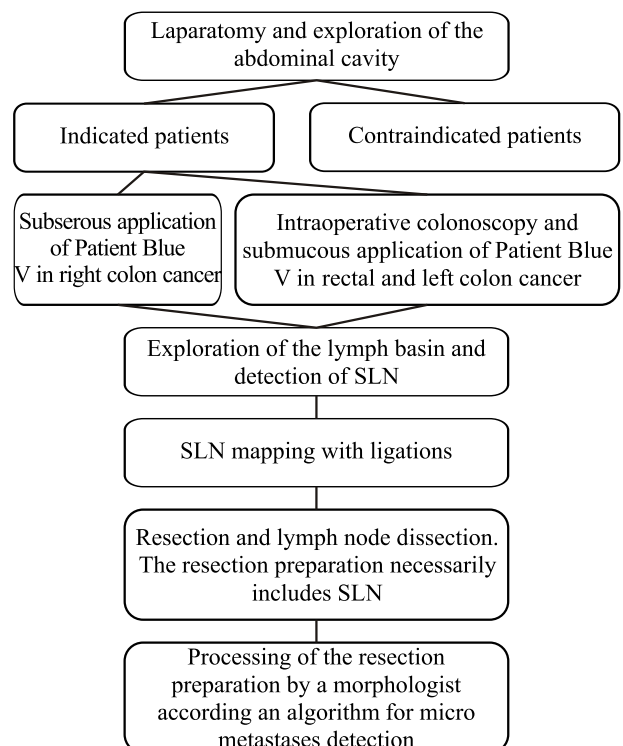 Laparatomy and exploration of the
abdominal cavity
Indicated patients
Contraindicated patients
Subserous application
of Patient Blue
V in right colon cancer
Intraoperative colonoscopy and
submucous application of Patient Blue
V in rectal and left colon cancer
Exploration of the lymph basin and
detection of SLN
SLN mapping with ligations
Resection and lymph node dissection.
The resection preparation necessarily
includes SLN
Processing of the resection
preparation by a morphologist
according an algorithm for micro
metastases detection